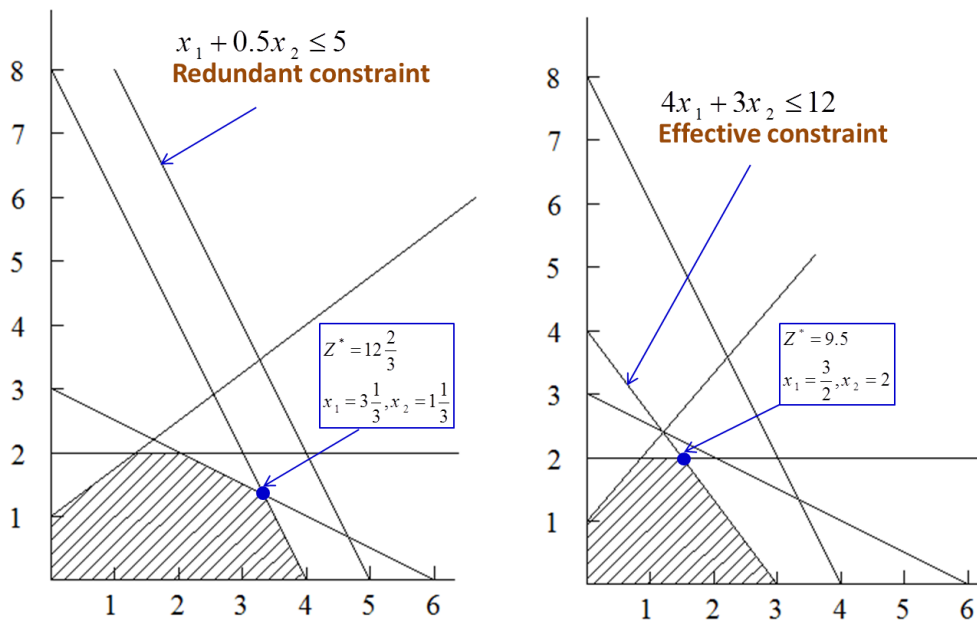 x₁ + 0.5x₂ ≤ 5
Redundant constraint
8
7
6
5
4
3
2
1
1 2 3 4 5 6
Z* = 12 2/3
x₁ = 3 1/3, x₂ = 1 1/3
4x₁ + 3x₂ ≤ 12
Effective constraint
8
7
6
5
4
3
2
1
1 2 3 4 5 6
Z* = 9.5
x₁ = 3/2, x₂ = 2